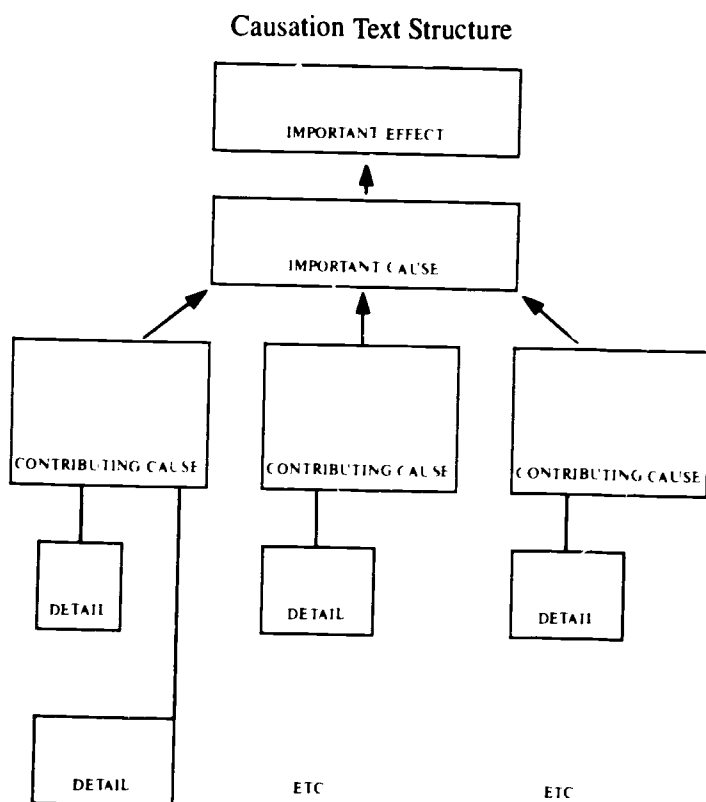 Causation Text Structure
IMPORTANT EFFECT
IMPORTANT CAUSE
CONTRIBUTING CAUSE
CONTRIBUTING CAUSE
CONTRIBUTING CAUSE
DETAIL
DETAIL
DETAIL
DETAIL
ETC
ETC